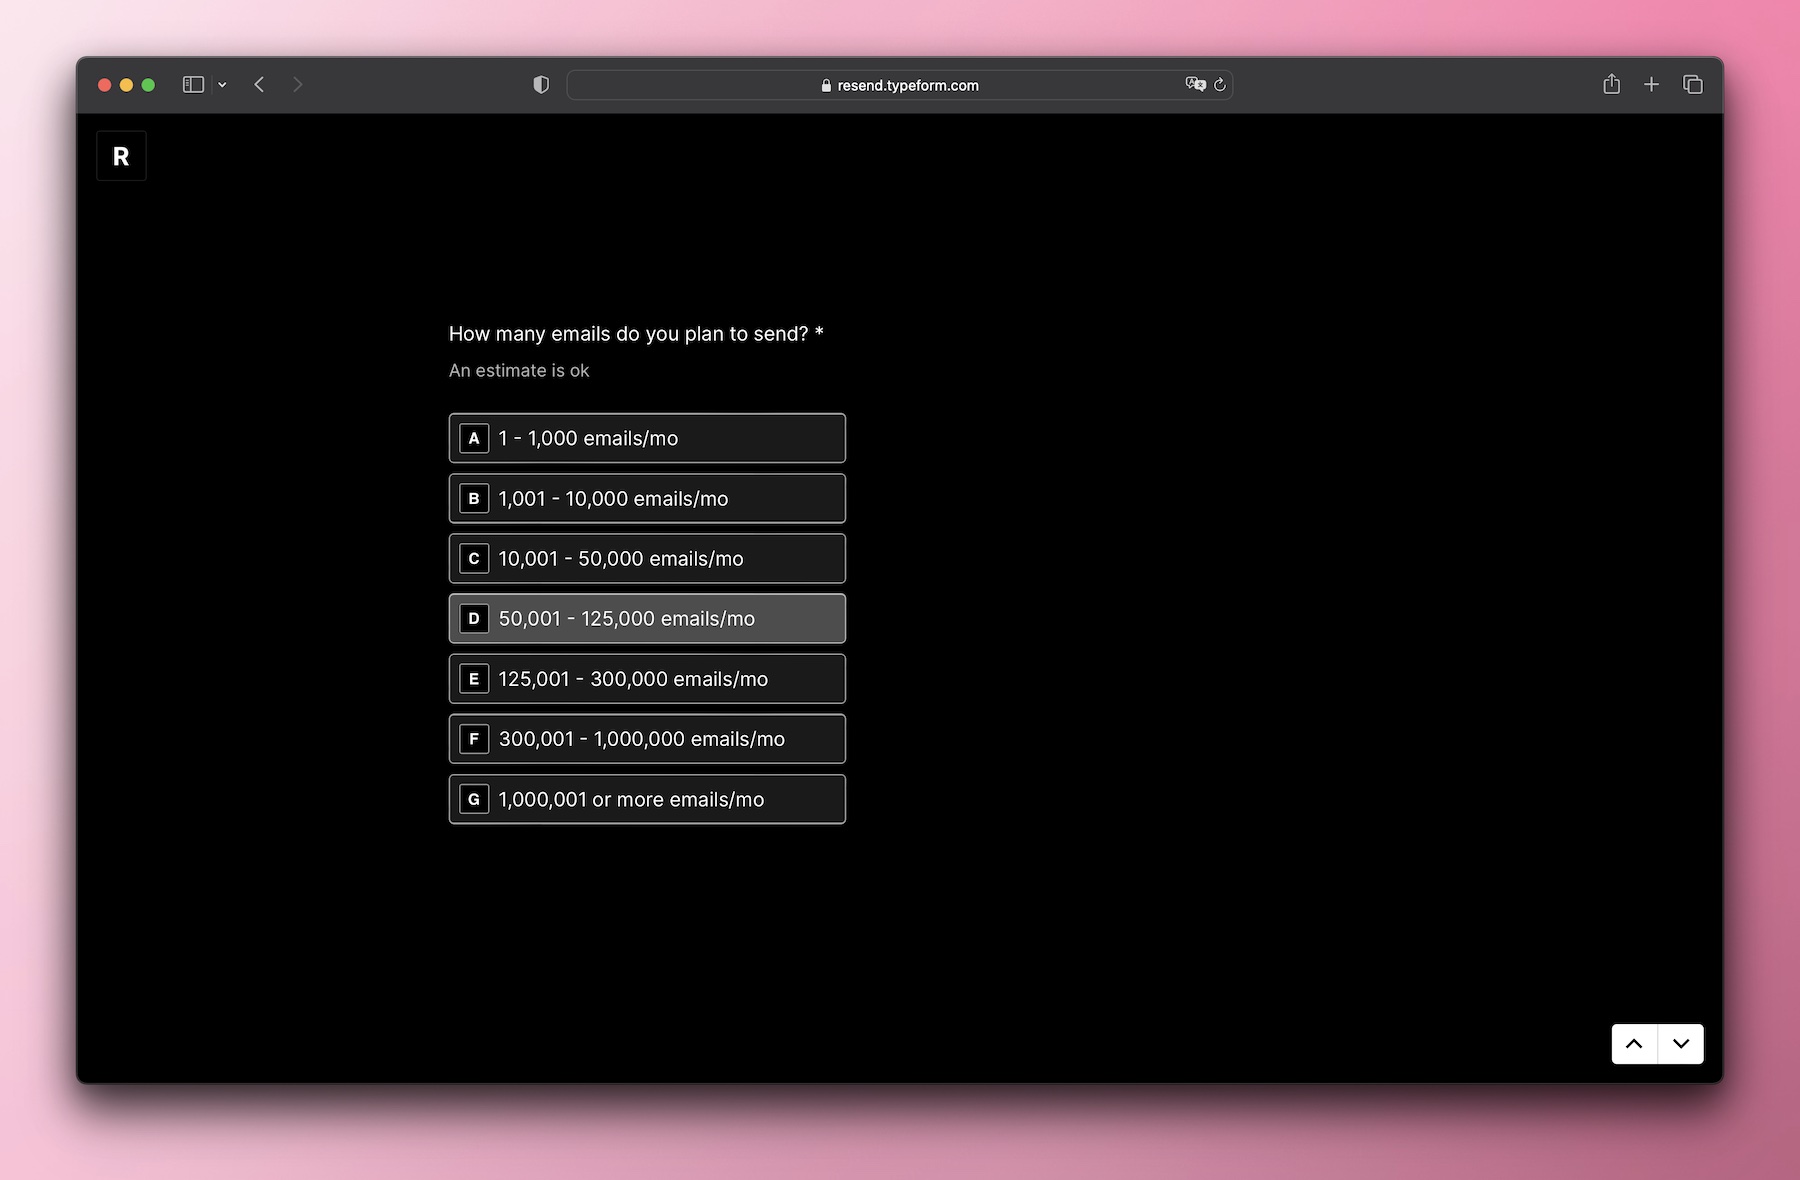 resend.typeform.com
R
How many emails do you plan to send? *
An estimate is ok
A 1 - 1,000 emails/mo
B 1,001 - 10,000 emails/mo
C 10,001 - 50,000 emails/mo
D 50,001 - 125,000 emails/mo
E 125,001 - 300,000 emails/mo
F 300,001 - 1,000,000 emails/mo
G 1,000,001 or more emails/mo